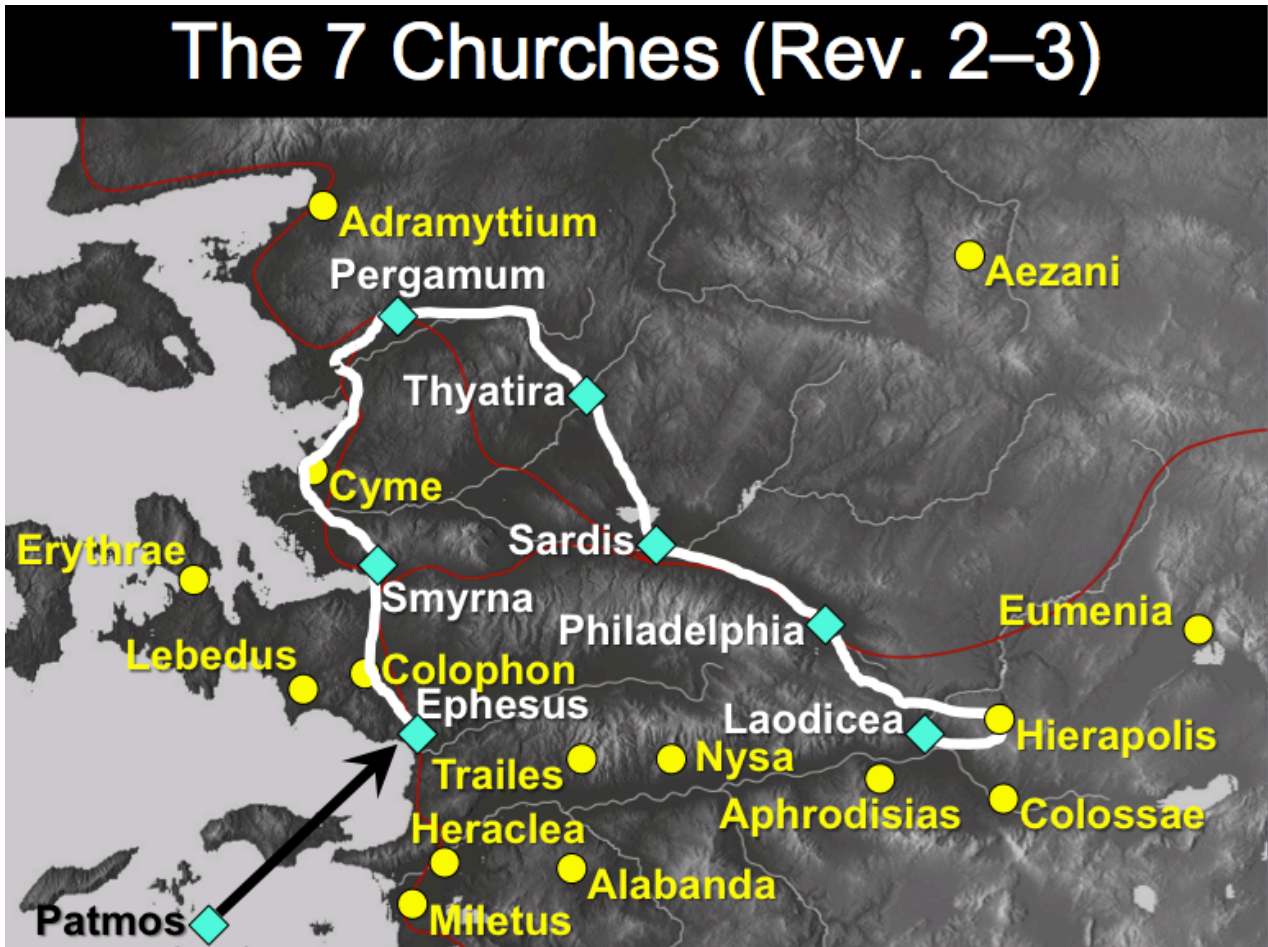 The 7 Churches (Rev. 2–3)
Adramyttium
Aezani
Pergamum
Thyatira
Cyme
Sardis
Erythrae
Smyrna
Eumenia
Philadelphia
Lebedus
Colophon
Ephesus
Laodicea
Hierapolis
Nysa
Trailes
Aphrodisias
Colossae
Heraclea
Alabanda
Patmos
Miletus